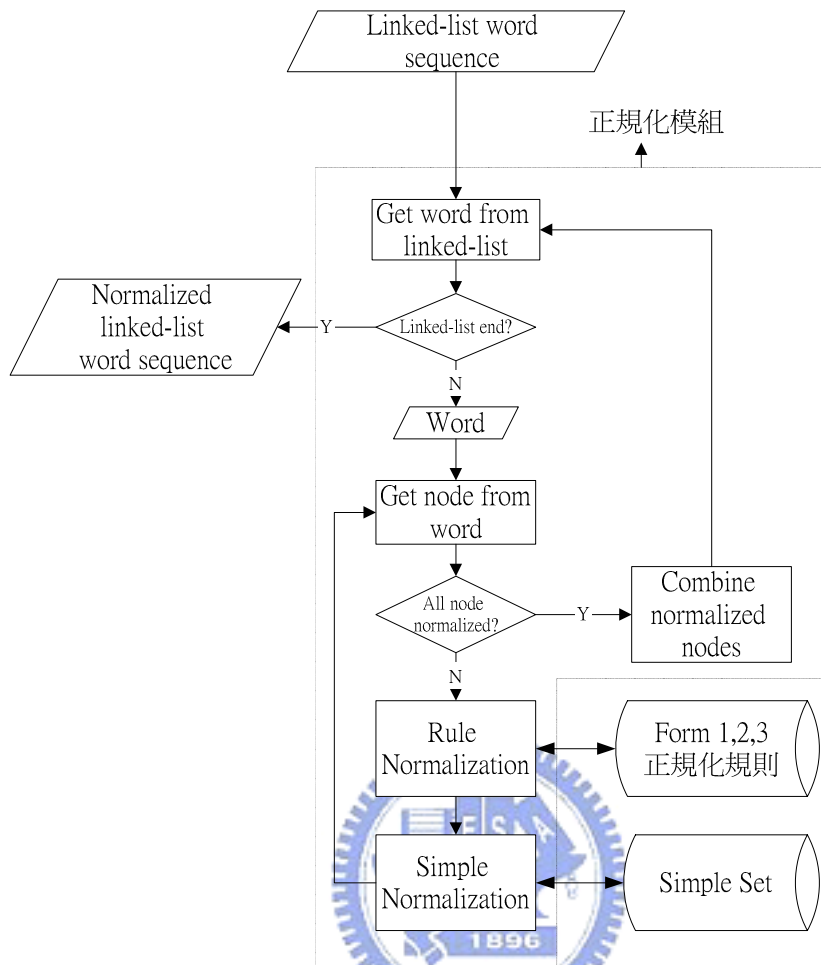 Linked-list word
sequence
正規化模組
Get word from
linked-list
Normalized
linked-list
word sequence
Y
Linked-list end?
N
Word
Get node from
word
All node
normalized?
Y
Combine
normalized
nodes
N
Rule
Normalization
Form 1,2,3
正規化規則
E S A
Simple
Normalization
Simple Set
1896